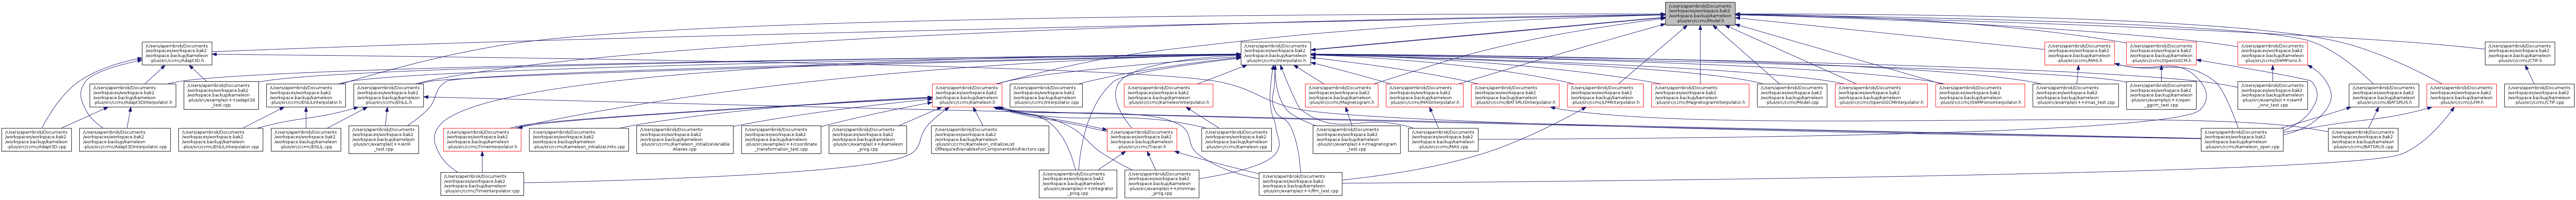 /Users/apembrok/Documents
/workspaces/workspace.bak2
/workspace.backup/kameleon
-plus/src/ccmc/Model.h
/Users/apembrok/Documents
/workspaces/workspace.bak2
/workspace.backup/kameleon
-plus/src/ccmc/Adapt3D.h
/Users/apembrok/Documents
/workspaces/workspace.bak2
/workspace.backup/kameleon
-plus/src/ccmc/Interpolator.h
/Users/apembrok/Documents
/workspaces/workspace.bak2
/workspace.backup/kameleon
-plus/src/ccmc/MAS.h
/Users/apembrok/Documents
/workspaces/workspace.bak2
/workspace.backup/kameleon
-plus/src/ccmc/OpenGGCM.h
/Users/apembrok/Documents
/workspaces/workspace.bak2
/workspace.backup/kameleon
-plus/src/ccmc/SWMFIono.h
/Users/apembrok/Documents
/workspaces/workspace.bak2
/workspace.backup/kameleon
-plus/src/ccmc/CTIP.h
/Users/apembrok/Documents
/workspaces/workspace.bak2
/workspace.backup/kameleon
-plus/src/ccmc/Adapt3DInterpolator.h
/Users/apembrok/Documents
/workspaces/workspace.bak2
/workspace.backup/kameleon
-plus/src/examples/c++/adapt3d
_test.cpp
/Users/apembrok/Documents
/workspaces/workspace.bak2
/workspace.backup/kameleon
-plus/src/ccmc/ENLILInterpolator.h
/Users/apembrok/Documents
/workspaces/workspace.bak2
/workspace.backup/kameleon
-plus/src/ccmc/ENLIL.h
/Users/apembrok/Documents
/workspaces/workspace.bak2
/workspace.backup/kameleon
-plus/src/ccmc/Kameleon.h
/Users/apembrok/Documents
/workspaces/workspace.bak2
/workspace.backup/kameleon
-plus/src/ccmc/Interpolator.cpp
/Users/apembrok/Documents
/workspaces/workspace.bak2
/workspace.backup/kameleon
-plus/src/ccmc/KameleonInterpolator.h
/Users/apembrok/Documents
/workspaces/workspace.bak2
/workspace.backup/kameleon
-plus/src/ccmc/Magnetogram.h
/Users/apembrok/Documents
/workspaces/workspace.bak2
/workspace.backup/kameleon
-plus/src/ccmc/MASInterpolator.h
/Users/apembrok/Documents
/workspaces/workspace.bak2
/workspace.backup/kameleon
-plus/src/ccmc/BATSRUSInterpolator.h
/Users/apembrok/Documents
/workspaces/workspace.bak2
/workspace.backup/kameleon
-plus/src/ccmc/LFMInterpolator.h
/Users/apembrok/Documents
/workspaces/workspace.bak2
/workspace.backup/kameleon
-plus/src/ccmc/MagnetogramInterpolator.h
/Users/apembrok/Documents
/workspaces/workspace.bak2
/workspace.backup/kameleon
-plus/src/ccmc/Model.cpp
/Users/apembrok/Documents
/workspaces/workspace.bak2
/workspace.backup/kameleon
-plus/src/ccmc/OpenGGCMInterpolator.h
/Users/apembrok/Documents
/workspaces/workspace.bak2
/workspace.backup/kameleon
-plus/src/ccmc/SWMFIonoInterpolator.h
/Users/apembrok/Documents
/workspaces/workspace.bak2
/workspace.backup/kameleon
-plus/src/examples/c++/mas_test.cpp
/Users/apembrok/Documents
/workspaces/workspace.bak2
/workspace.backup/kameleon
-plus/src/examples/c++/open
_ggcm_test.cpp
/Users/apembrok/Documents
/workspaces/workspace.bak2
/workspace.backup/kameleon
-plus/src/examples/c++/swmf
_iono_test.cpp
/Users/apembrok/Documents
/workspaces/workspace.bak2
/workspace.backup/kameleon
-plus/src/ccmc/BATSRUS.h
/Users/apembrok/Documents
/workspaces/workspace.bak2
/workspace.backup/kameleon
-plus/src/ccmc/LFM.h
/Users/apembrok/Documents
/workspaces/workspace.bak2
/workspace.backup/kameleon
-plus/src/ccmc/CTIP.cpp
/Users/apembrok/Documents
/workspaces/workspace.bak2
/workspace.backup/kameleon
-plus/src/ccmc/Adapt3D.cpp
/Users/apembrok/Documents
/workspaces/workspace.bak2
/workspace.backup/kameleon
-plus/src/ccmc/Adapt3DInterpolator.cpp
/Users/apembrok/Documents
/workspaces/workspace.bak2
/workspace.backup/kameleon
-plus/src/ccmc/ENLILInterpolator.cpp
/Users/apembrok/Documents
/workspaces/workspace.bak2
/workspace.backup/kameleon
-plus/src/ccmc/ENLIL.cpp
/Users/apembrok/Documents
/workspaces/workspace.bak2
/workspace.backup/kameleon
-plus/src/examples/c++/enlil
_test.cpp
/Users/apembrok/Documents
/workspaces/workspace.bak2
/workspace.backup/kameleon
-plus/src/ccmc/TimeInterpolator.h
/Users/apembrok/Documents
/workspaces/workspace.bak2
/workspace.backup/kameleon
-plus/src/ccmc/Kameleon_initializeUnits.cpp
/Users/apembrok/Documents
/workspaces/workspace.bak2
/workspace.backup/kameleon
-plus/src/ccmc/Kameleon_initializeVariable
Aliases.cpp
/Users/apembrok/Documents
/workspaces/workspace.bak2
/workspace.backup/kameleon
-plus/src/examples/c++/coordinate
_transformation_test.cpp
/Users/apembrok/Documents
/workspaces/workspace.bak2
/workspace.backup/kameleon
-plus/src/examples/c++/kameleon
_prog.cpp
/Users/apembrok/Documents
/workspaces/workspace.bak2
/workspace.backup/kameleon
-plus/src/ccmc/Kameleon_initializeList
OfRequiredVariablesForComponentsAndVectors.cpp
/Users/apembrok/Documents
/workspaces/workspace.bak2
/workspace.backup/kameleon
-plus/src/ccmc/Tracer.h
/Users/apembrok/Documents
/workspaces/workspace.bak2
/workspace.backup/kameleon
-plus/src/ccmc/Kameleon.cpp
/Users/apembrok/Documents
/workspaces/workspace.bak2
/workspace.backup/kameleon
-plus/src/examples/c++/magnetogram
_test.cpp
/Users/apembrok/Documents
/workspaces/workspace.bak2
/workspace.backup/kameleon
-plus/src/ccmc/MAS.cpp
/Users/apembrok/Documents
/workspaces/workspace.bak2
/workspace.backup/kameleon
-plus/src/ccmc/Kameleon_open.cpp
/Users/apembrok/Documents
/workspaces/workspace.bak2
/workspace.backup/kameleon
-plus/src/ccmc/BATSRUS.cpp
/Users/apembrok/Documents
/workspaces/workspace.bak2
/workspace.backup/kameleon
-plus/src/ccmc/TimeInterpolator.cpp
/Users/apembrok/Documents
/workspaces/workspace.bak2
/workspace.backup/kameleon
-plus/src/examples/c++/integrator
_prog.cpp
/Users/apembrok/Documents
/workspaces/workspace.bak2
/workspace.backup/kameleon
-plus/src/examples/c++/minmax
_prog.cpp
/Users/apembrok/Documents
/workspaces/workspace.bak2
/workspace.backup/kameleon
-plus/src/examples/c++/lfm_test.cpp